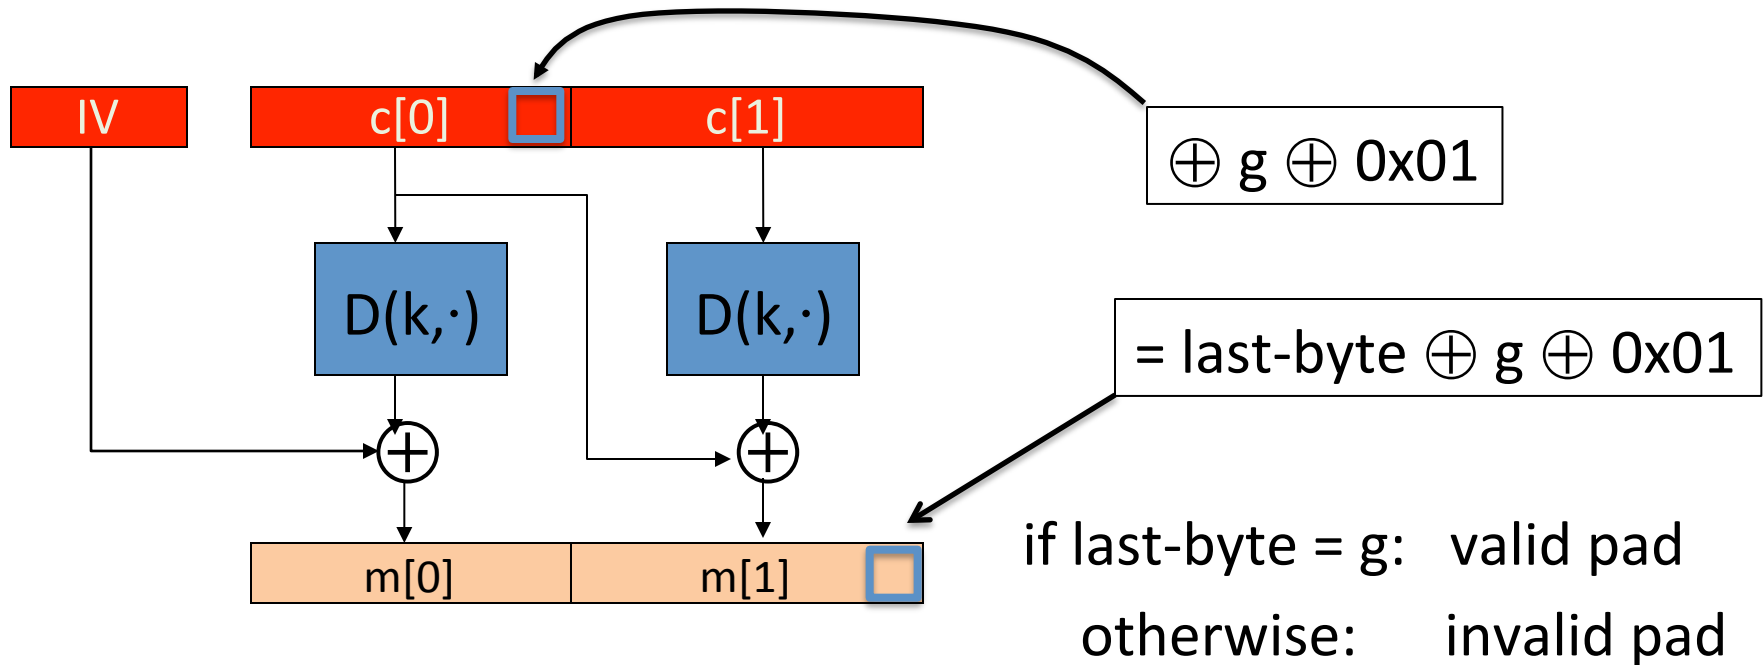 IV
c[0]
c[1]
⊕ g ⊕ 0x01
D(k,·)
D(k,·)
= last-byte ⊕ g ⊕ 0x01
m[0]
m[1]
if last-byte = g: valid pad
otherwise: invalid pad